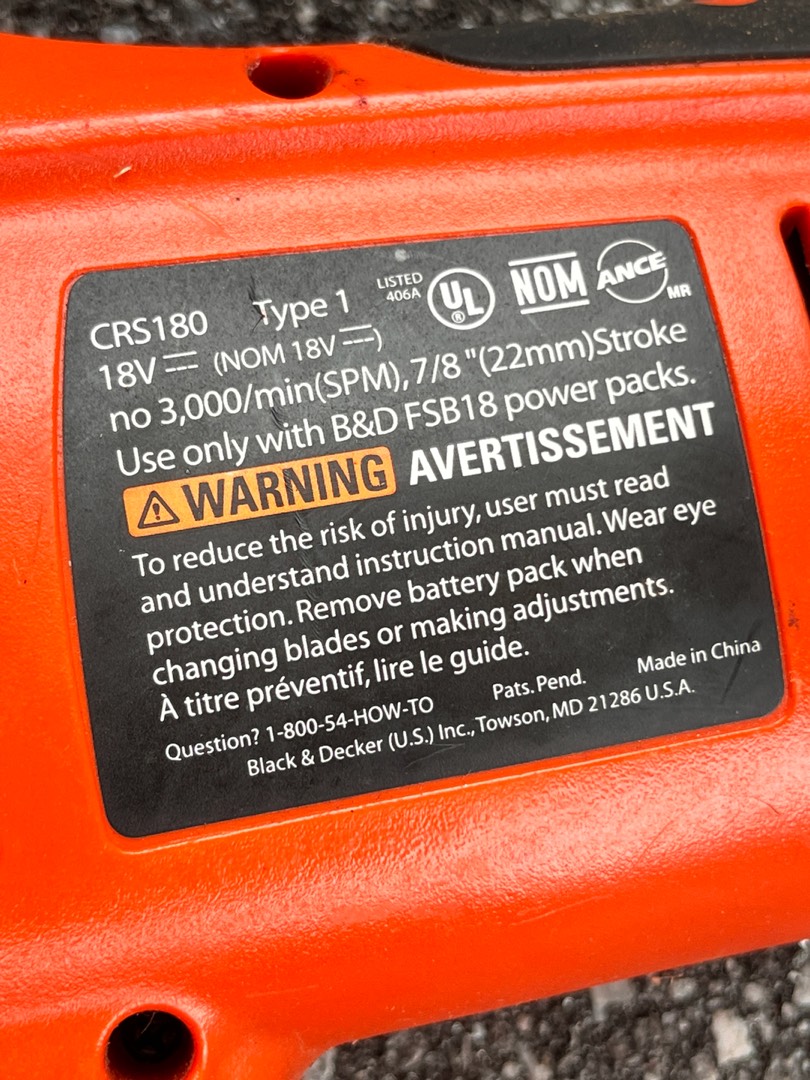 CRS180 Type 1 LISTED 406A UL ® NOM ANCE MR
18V (NOM 18V)
no 3,000/min(SPM), 7/8 "(22mm)Stroke
Use only with B&D FSB18 power packs.
WARNING AVERTISSEMENT
To reduce the risk of injury, user must read
and understand instruction manual. Wear eye
protection. Remove battery pack when
changing blades or making adjustments.
À titre préventif, lire le guide.
Question? 1-800-54-HOW-TO Pats. Pend. Made in China
Black & Decker (U.S.) Inc., Towson, MD 21286 U.S.A.